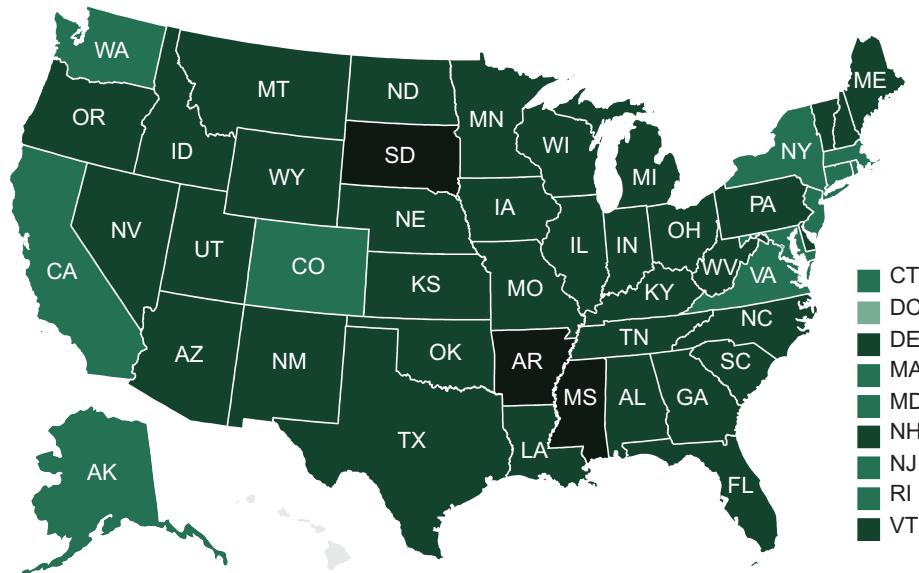 WA
MT
ND
MN
ME
OR
ID
SD
WI
NY
WY
MI
IA
PA
NE
NV
OH
IL
IN
UT
CO
WV
VA
CA
KS
MO
KY
CT
DC
NC
TN
DE
OK
AZ
NM
AR
SC
MA
MS
AL
GA
MD
TX
NH
LA
NJ
AK
FL
RI
VT